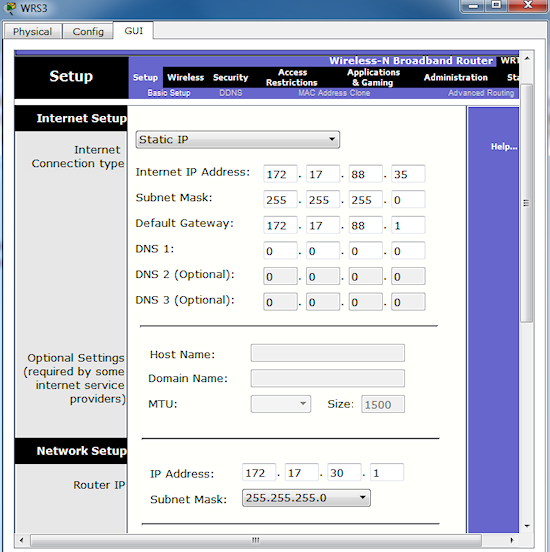 WRS3
Physical Config GUI
Wireless-N Broadband Router WRT
Setup
Setup Wireless Security Access Restrictions Applications & Gaming Administration Sta
Basic Setup DDNS MAC Address Clone Advanced Routing
Internet Setup
Internet Connection type
Static IP
Help...
Internet IP Address: 172 . 17 . 88 . 35
Subnet Mask: 255 . 255 . 255 . 0
Default Gateway: 172 . 17 . 88 . 1
DNS 1: 0 . 0 . 0 . 0
DNS 2 (Optional): 0 . 0 . 0 . 0
DNS 3 (Optional): 0 . 0 . 0 . 0
Optional Settings
(required by some
internet service
providers)
Host Name:
Domain Name:
MTU: Size: 1500
Network Setup
Router IP
IP Address: 172 . 17 . 30 . 1
Subnet Mask: 255.255.255.0